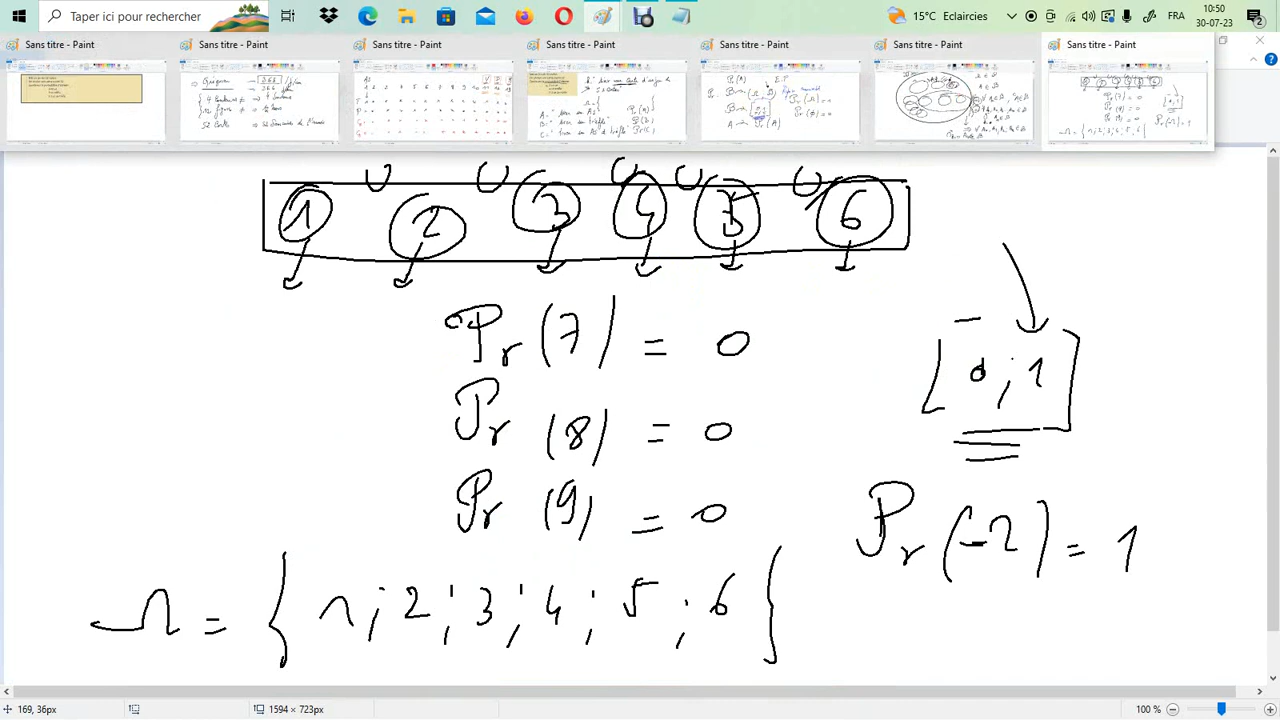 Taper ici pour rechercher
15°C Eclaircies
FRA
10:50
30-07-23
2
Sans titre - Paint
Sans titre - Paint
Sans titre - Paint
Sans titre - Paint
Sans titre - Paint
Sans titre - Paint
Sans titre - Paint
1 2 3 4 5 6
Pr (7) = 0
[0 ; 1]
Pr (8) = 0
Pr (9) = 0
Pr (Ω) = 1
Ω = { 1 ; 2 ; 3 ; 4 ; 5 ; 6 }
169, 36px
1594 × 723px
100 %